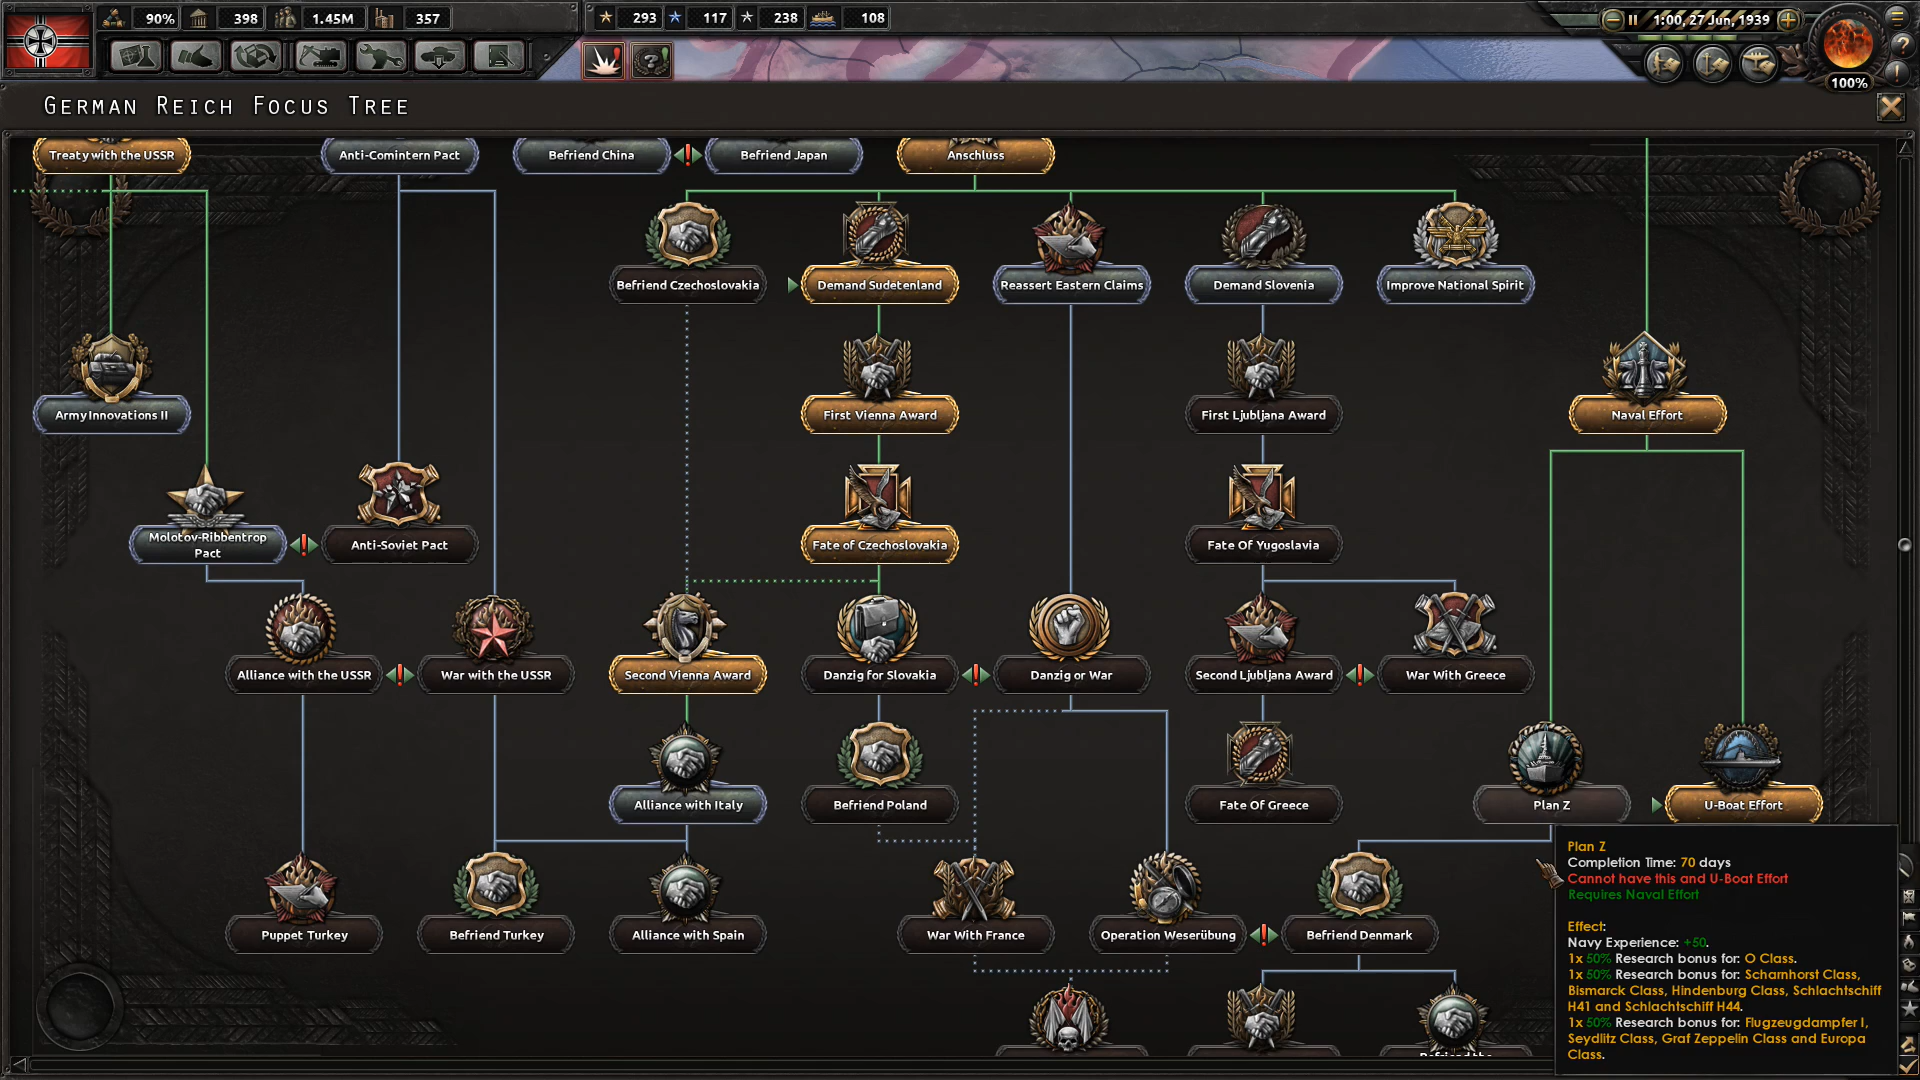 90%
398
1.45M
357
293
117
238
108
1:00, 27 Jun, 1939
100%
German Reich Focus Tree
Treaty with the USSR
Anti-Comintern Pact
Befriend China
Befriend Japan
Anschluss
Befriend Czechoslovakia
Demand Sudetenland
Reassert Eastern Claims
Demand Slovenia
Improve National Spirit
Army Innovations II
First Vienna Award
First Ljubljana Award
Naval Effort
Molotov-Ribbentrop
Pact
Anti-Soviet Pact
Fate of Czechoslovakia
Fate Of Yugoslavia
Alliance with the USSR
War with the USSR
Second Vienna Award
Danzig for Slovakia
Danzig or War
Second Ljubljana Award
War With Greece
Alliance with Italy
Befriend Poland
Fate Of Greece
Plan Z
U-Boat Effort
Puppet Turkey
Befriend Turkey
Alliance with Spain
War With France
Operation Weserübung
Befriend Denmark
Befriend the
Plan Z
Completion Time: 70 days
Cannot have this and U-Boat Effort
Requires Naval Effort
Effect:
Navy Experience: +50.
1x 50% Research bonus for: O Class.
1x 50% Research bonus for: Scharnhorst Class,
Bismarck Class, Hindenburg Class, Schlachtschiff
H41 and Schlachtschiff H44.
1x 50% Research bonus for: Flugzeugdampfer I,
Seydlitz Class, Graf Zeppelin Class and Europa
Class.